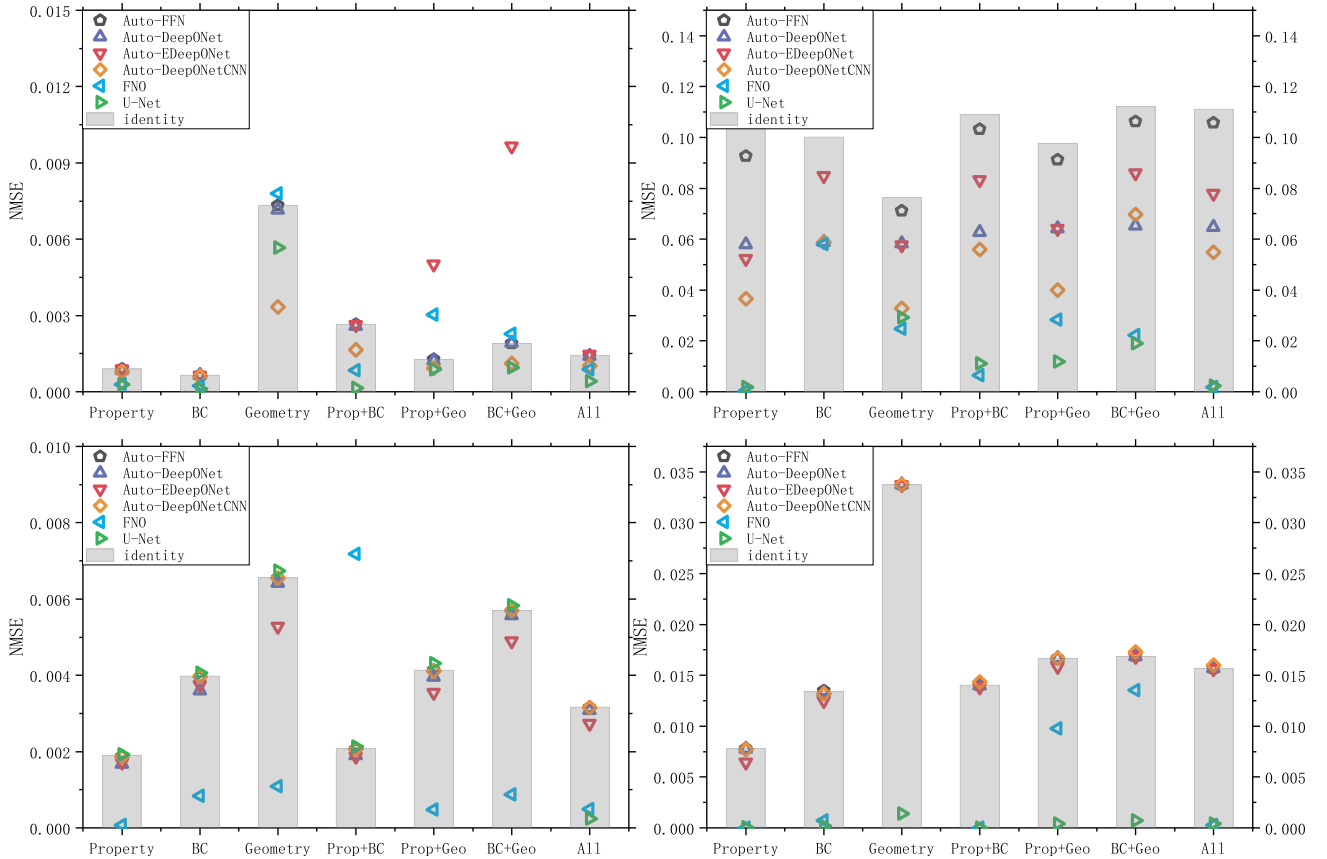 0.015
0.012
0.009
0.006
0.003
0.000
NMSE
Auto-FFN
Auto-DeepONet
Auto-EDeepONet
Auto-DeepONetCNN
FNO
U-Net
identity
Property BC Geometry Prop+BC Prop+Geo BC+Geo All
0.14
0.12
0.10
0.08
0.06
0.04
0.02
0.00
NMSE
Auto-FFN
Auto-DeepONet
Auto-EDeepONet
Auto-DeepONetCNN
FNO
U-Net
identity
0.14
0.12
0.10
0.08
0.06
0.04
0.02
0.00
Property BC Geometry Prop+BC Prop+Geo BC+Geo All
0.010
0.008
0.006
0.004
0.002
0.000
NMSE
Auto-FFN
Auto-DeepONet
Auto-EDeepONet
Auto-DeepONetCNN
FNO
U-Net
identity
Property BC Geometry Prop+BC Prop+Geo BC+Geo All
0.035
0.030
0.025
0.020
0.015
0.010
0.005
0.000
NMSE
Auto-FFN
Auto-DeepONet
Auto-EDeepONet
Auto-DeepONetCNN
FNO
U-Net
identity
0.035
0.030
0.025
0.020
0.015
0.010
0.005
0.000
Property BC Geometry Prop+BC Prop+Geo BC+Geo All